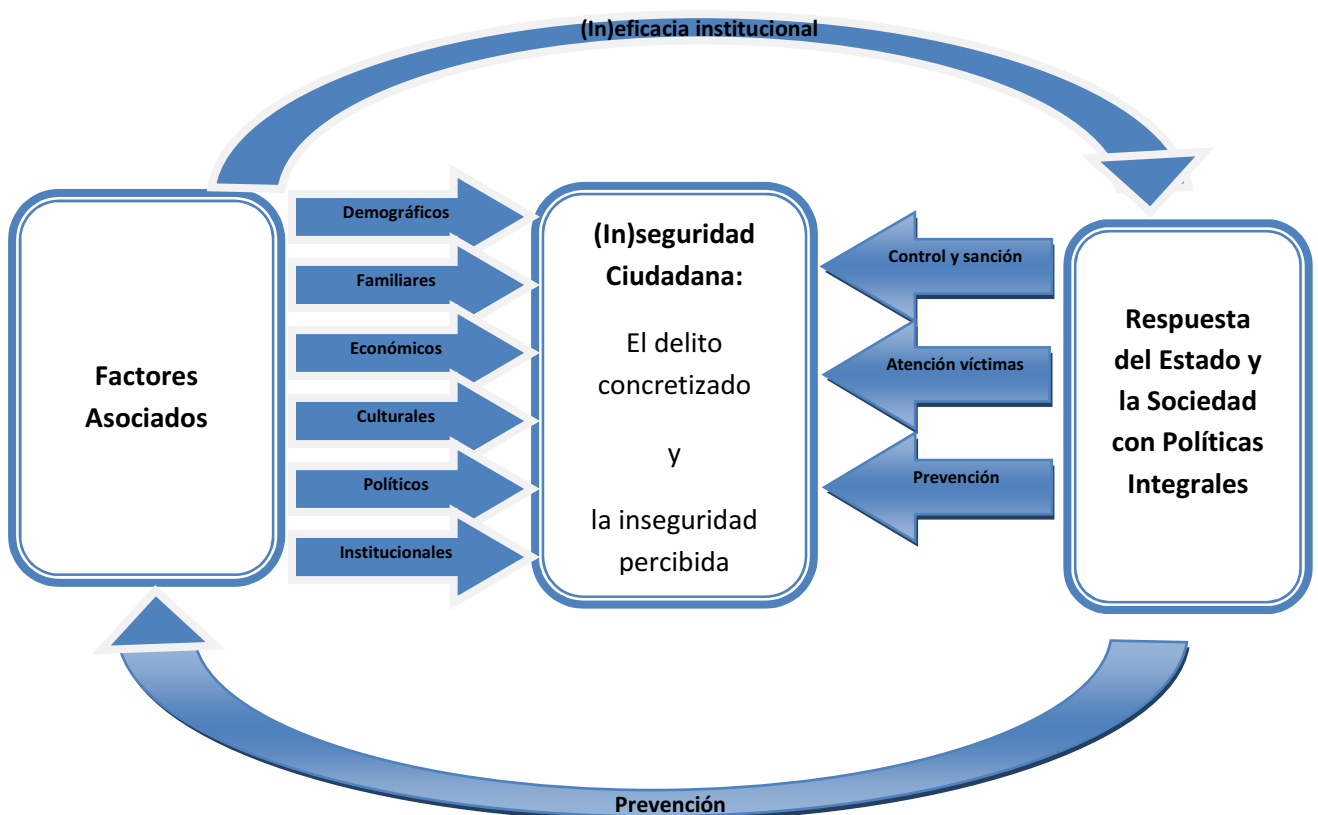 (In)eficacia institucional
Factores
Asociados
Demográficos
Familiares
Económicos
Culturales
Políticos
Institucionales
(In)seguridad
Ciudadana:
El delito
concretizado
y
la inseguridad
percibida
Control y sanción
Atención víctimas
Prevención
Respuesta
del Estado y
la Sociedad
con Políticas
Integrales
Prevención